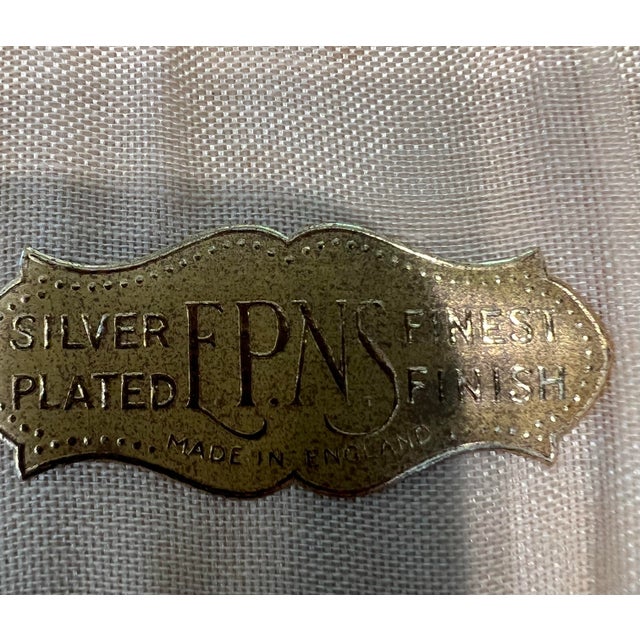 SILVER PLATED
E.P.N.S.
FINEST FINISH
MADE IN ENGLAND